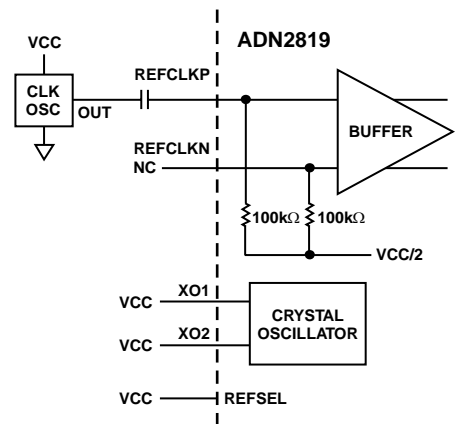 ADN2819
VCC
CLK
OSC
OUT
REFCLKP
BUFFER
REFCLKN
NC
100kΩ
100kΩ
VCC/2
VCC
XO1
CRYSTAL
OSCILLATOR
VCC
XO2
VCC
REFSEL